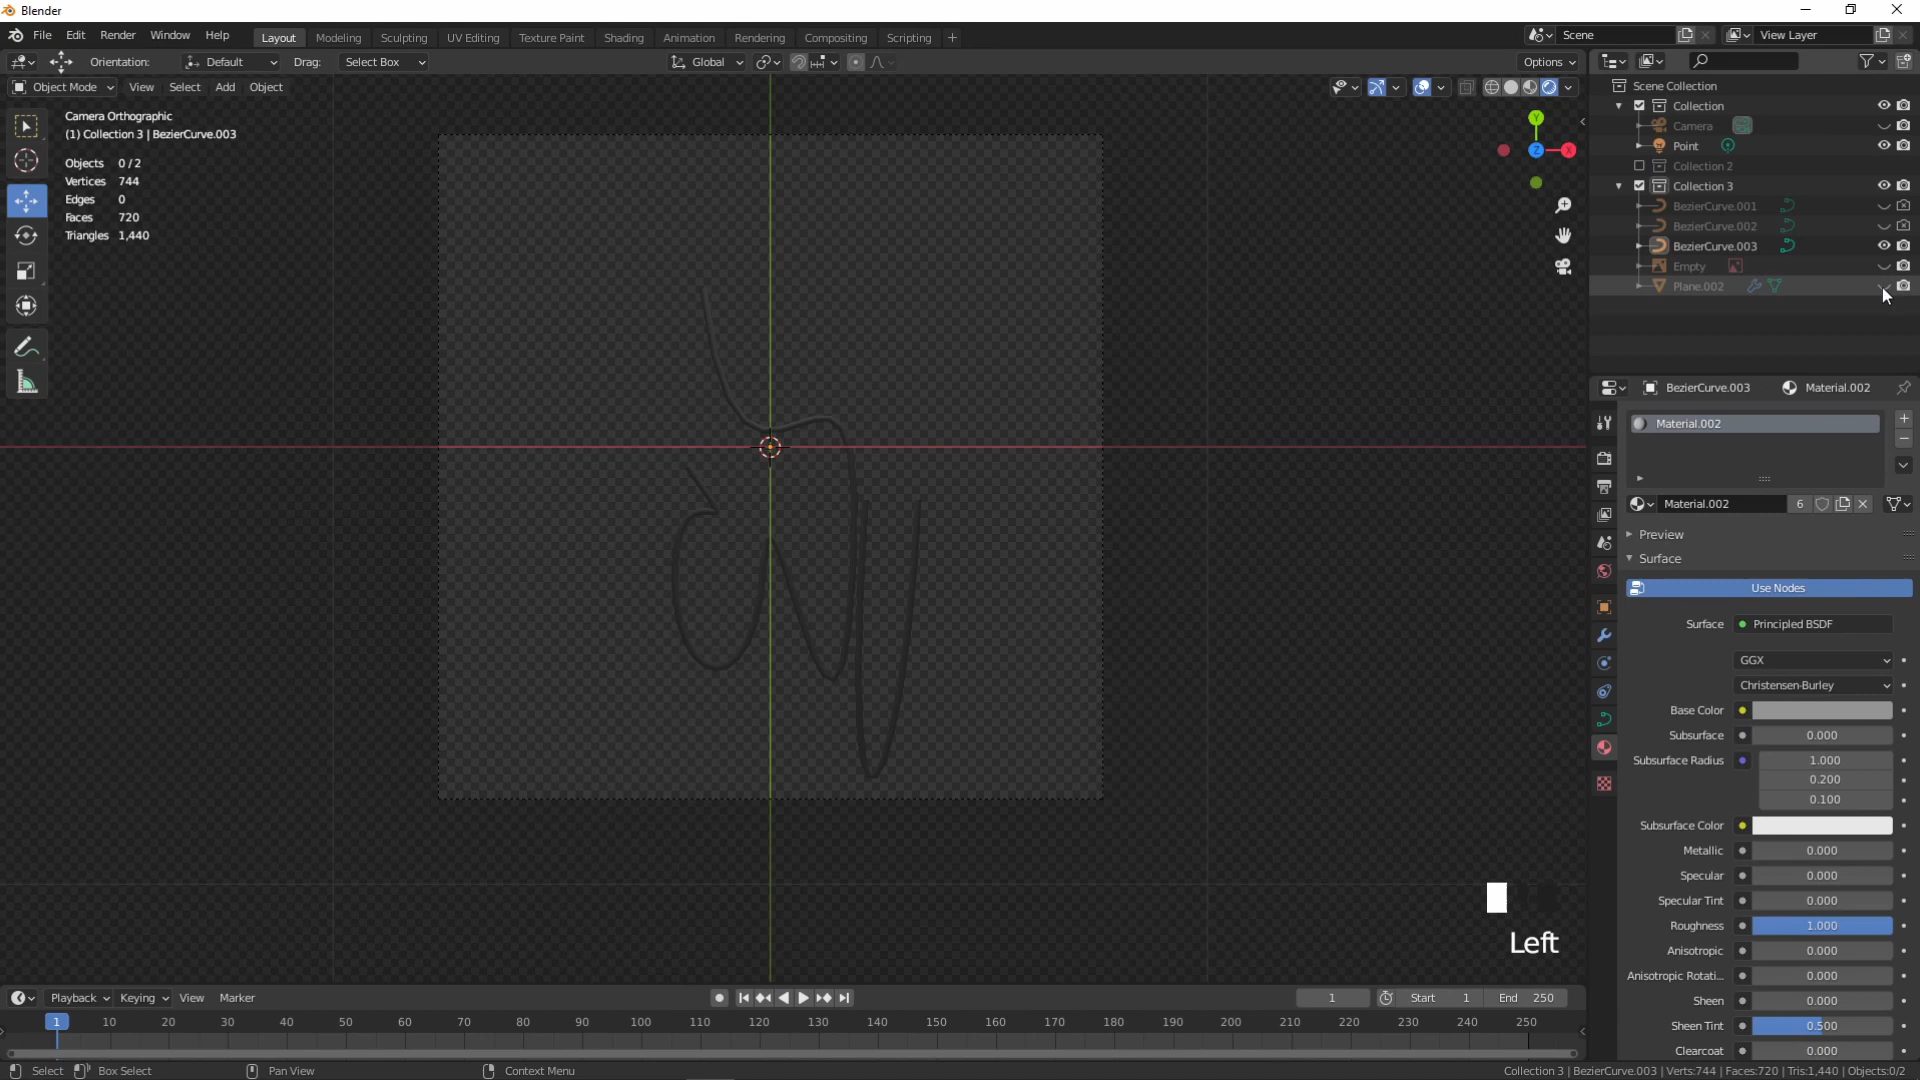 Blender
File Edit Render Window Help Layout Modeling Sculpting UV Editing Texture Paint Shading Animation Rendering Compositing Scripting + Scene View Layer
Orientation: Default Drag: Select Box Global Options
Object Mode View Select Add Object
Camera Orthographic
(1) Collection 3 | BezierCurve.003
Objects 0/2
Vertices 744
Edges 0
Faces 720
Triangles 1,440
Y
Z X
Scene Collection
Collection
Camera
Point
Collection 2
Collection 3
BezierCurve.001
BezierCurve.002
BezierCurve.003
Empty
Plane.002
BezierCurve.003 Material.002
Material.002
Material.002 6
Preview
Surface
Use Nodes
Surface Principled BSDF
GGX
Christensen-Burley
Base Color
Subsurface 0.000
Subsurface Radius 1.000
0.200
0.100
Subsurface Color
Metallic 0.000
Specular 0.000
Specular Tint 0.000
Roughness 1.000
Anisotropic 0.000
Anisotropic Rotati... 0.000
Sheen 0.000
Sheen Tint 0.500
Clearcoat 0.000
Left
Playback Keying View Marker 1 Start 1 End 250
1 10 20 30 40 50 60 70 80 90 100 110 120 130 140 150 160 170 180 190 200 210 220 230 240 250
Select Box Select Pan View Context Menu Collection 3 | BezierCurve.003 | Verts:744 | Faces:720 | Tris:1,440 | Objects:0/2